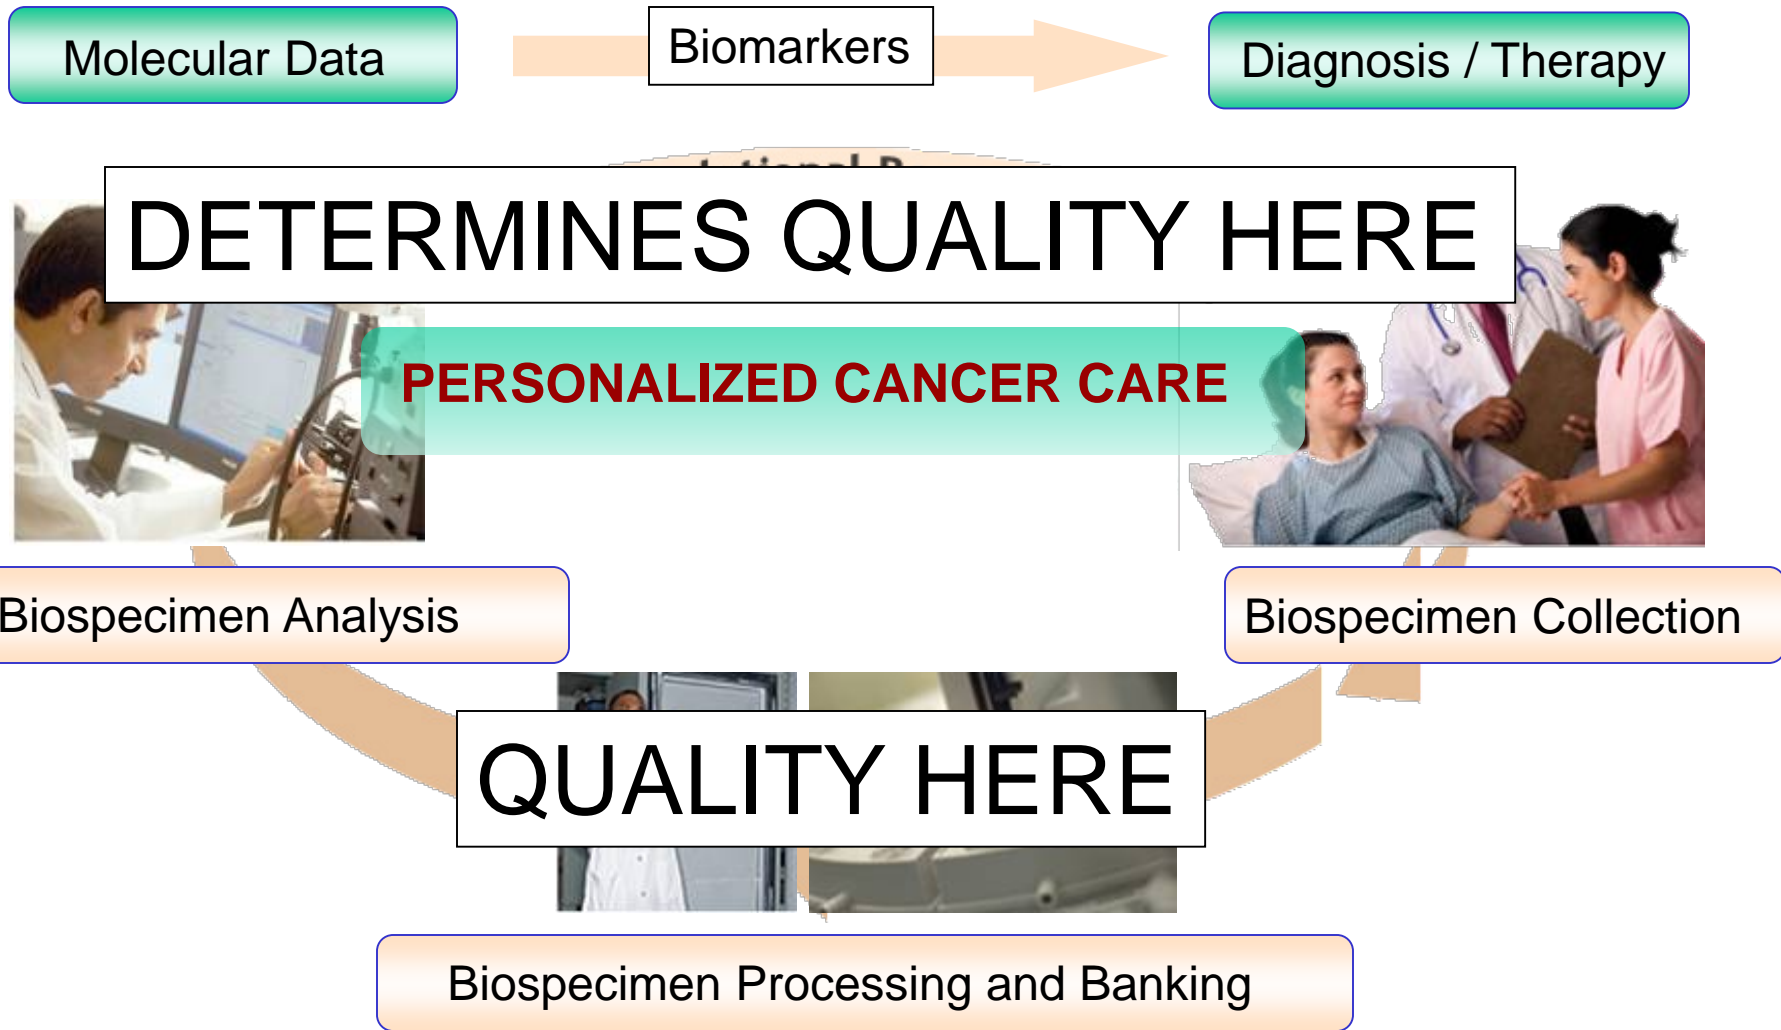 Molecular Data
Biomarkers
Diagnosis / Therapy
DETERMINES QUALITY HERE
PERSONALIZED CANCER CARE
Biospecimen Analysis
Biospecimen Collection
QUALITY HERE
Biospecimen Processing and Banking